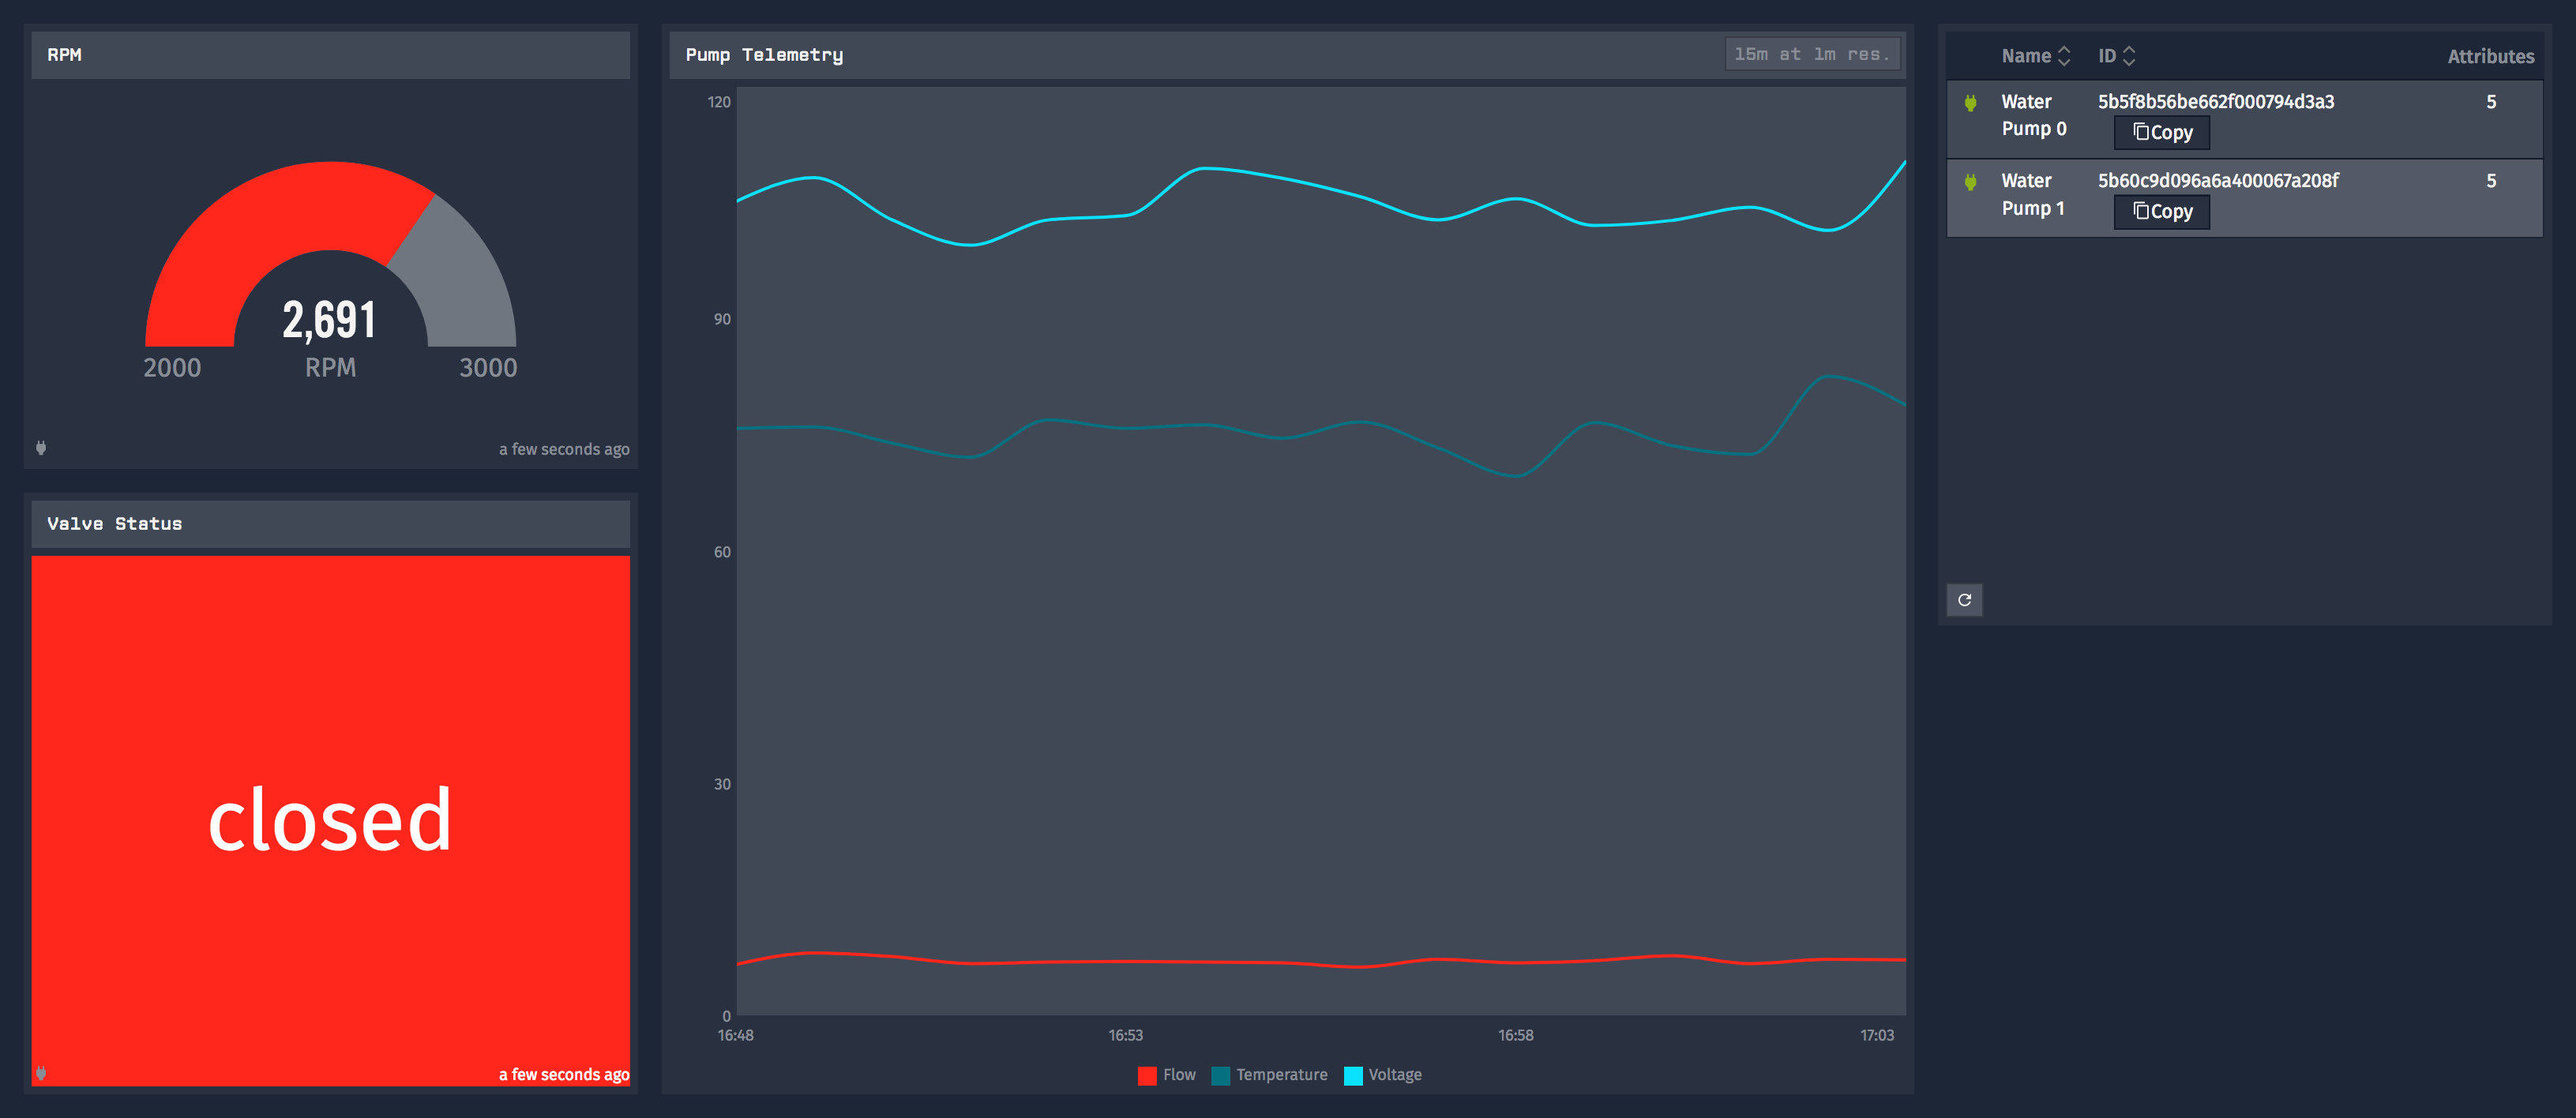 RPM
2,691
2000 RPM 3000
a few seconds ago
Valve Status
closed
a few seconds ago
Pump Telemetry 15m at 1m res.
120
90
60
30
0
16:48 16:53 16:58 17:03
Flow Temperature Voltage
Name ID Attributes
Water 5b5f8b56be662f000794d3a3 5
Pump 0 Copy
Water 5b60c9d096a6a400067a208f 5
Pump 1 Copy